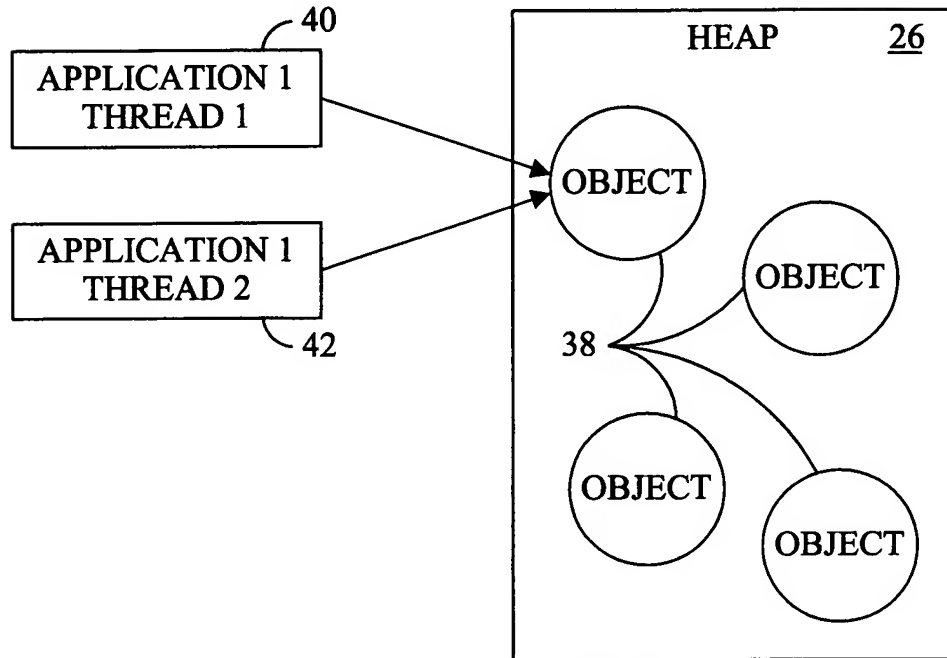 40
APPLICATION 1
THREAD 1
APPLICATION 1
THREAD 2
42
HEAP 26
OBJECT
OBJECT
38
OBJECT
OBJECT